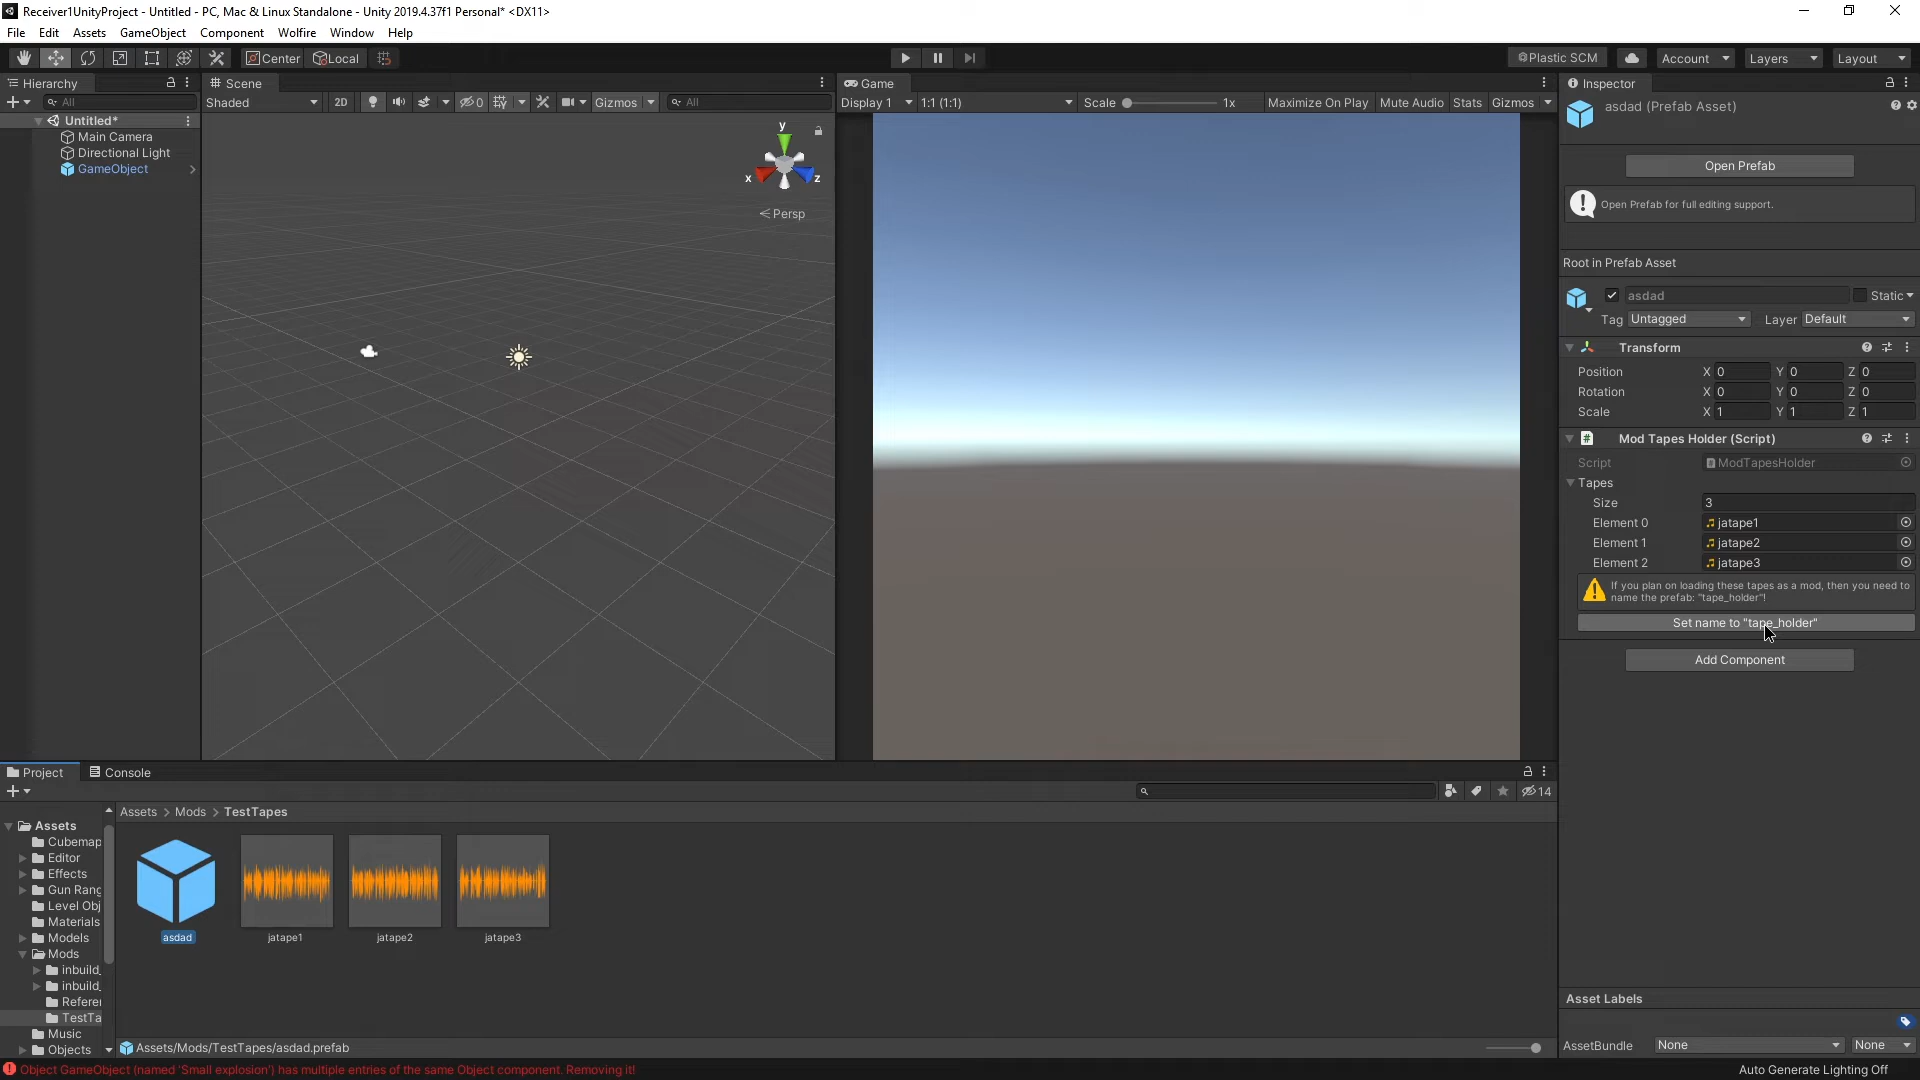 Receiver1UnityProject - Untitled - PC, Mac & Linux Standalone - Unity 2019.4.37f1 Personal* <DX11>
File Edit Assets GameObject Component Wolfire Window Help
Center Local Plastic SCM Account Layers Layout
Hierarchy
All
Untitled*
Main Camera
Directional Light
GameObject
Scene
Shaded 2D 0 Gizmos All
y
x z
Persp
Game
Display 1 1:1 (1:1) Scale 1x Maximize On Play Mute Audio Stats Gizmos
Inspector
asdad (Prefab Asset)
Open Prefab
Open Prefab for full editing support.
Root in Prefab Asset
asdad Static
Tag Untagged Layer Default
Transform
Position X 0 Y 0 Z 0
Rotation X 0 Y 0 Z 0
Scale X 1 Y 1 Z 1
Mod Tapes Holder (Script)
Script ModTapesHolder
Tapes
Size 3
Element 0 jatape1
Element 1 jatape2
Element 2 jatape3
If you plan on loading these tapes as a mod, then you need to
name the prefab: "tape_holder"!
Set name to "tape_holder"
Add Component
Project Console
14
Assets
Cubemap
Editor
Effects
Gun Rang
Level Obj
Materials
Models
Mods
inbuild_
inbuild_
Referer
TestTa
Music
Objects
Assets > Mods > TestTapes
asdad jatape1 jatape2 jatape3
Assets/Mods/TestTapes/asdad.prefab
Asset Labels
AssetBundle None None
Object GameObject (named 'Small explosion') has multiple entries of the same Object component. Removing it!
Auto Generate Lighting Off